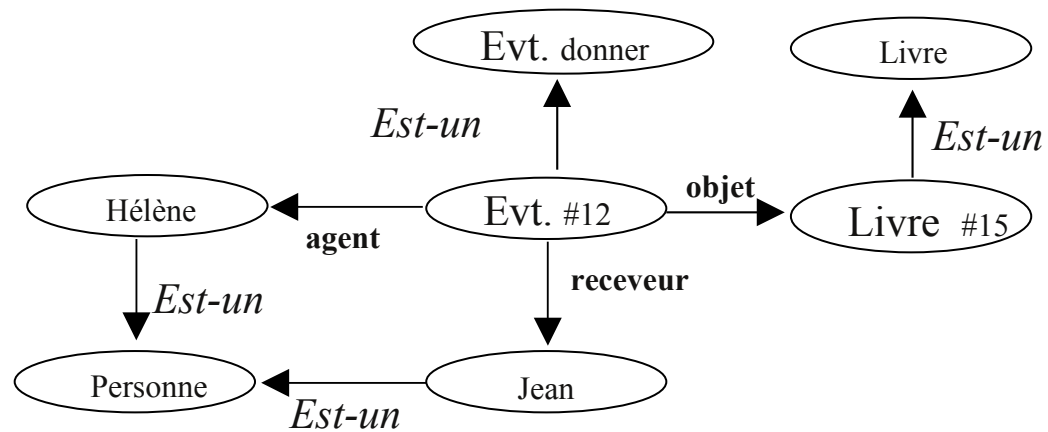 Evt. donner
Livre
Est-un
Est-un
Hélène
agent
Evt. #12
objet
Livre #15
receveur
Est-un
Personne
Est-un
Jean